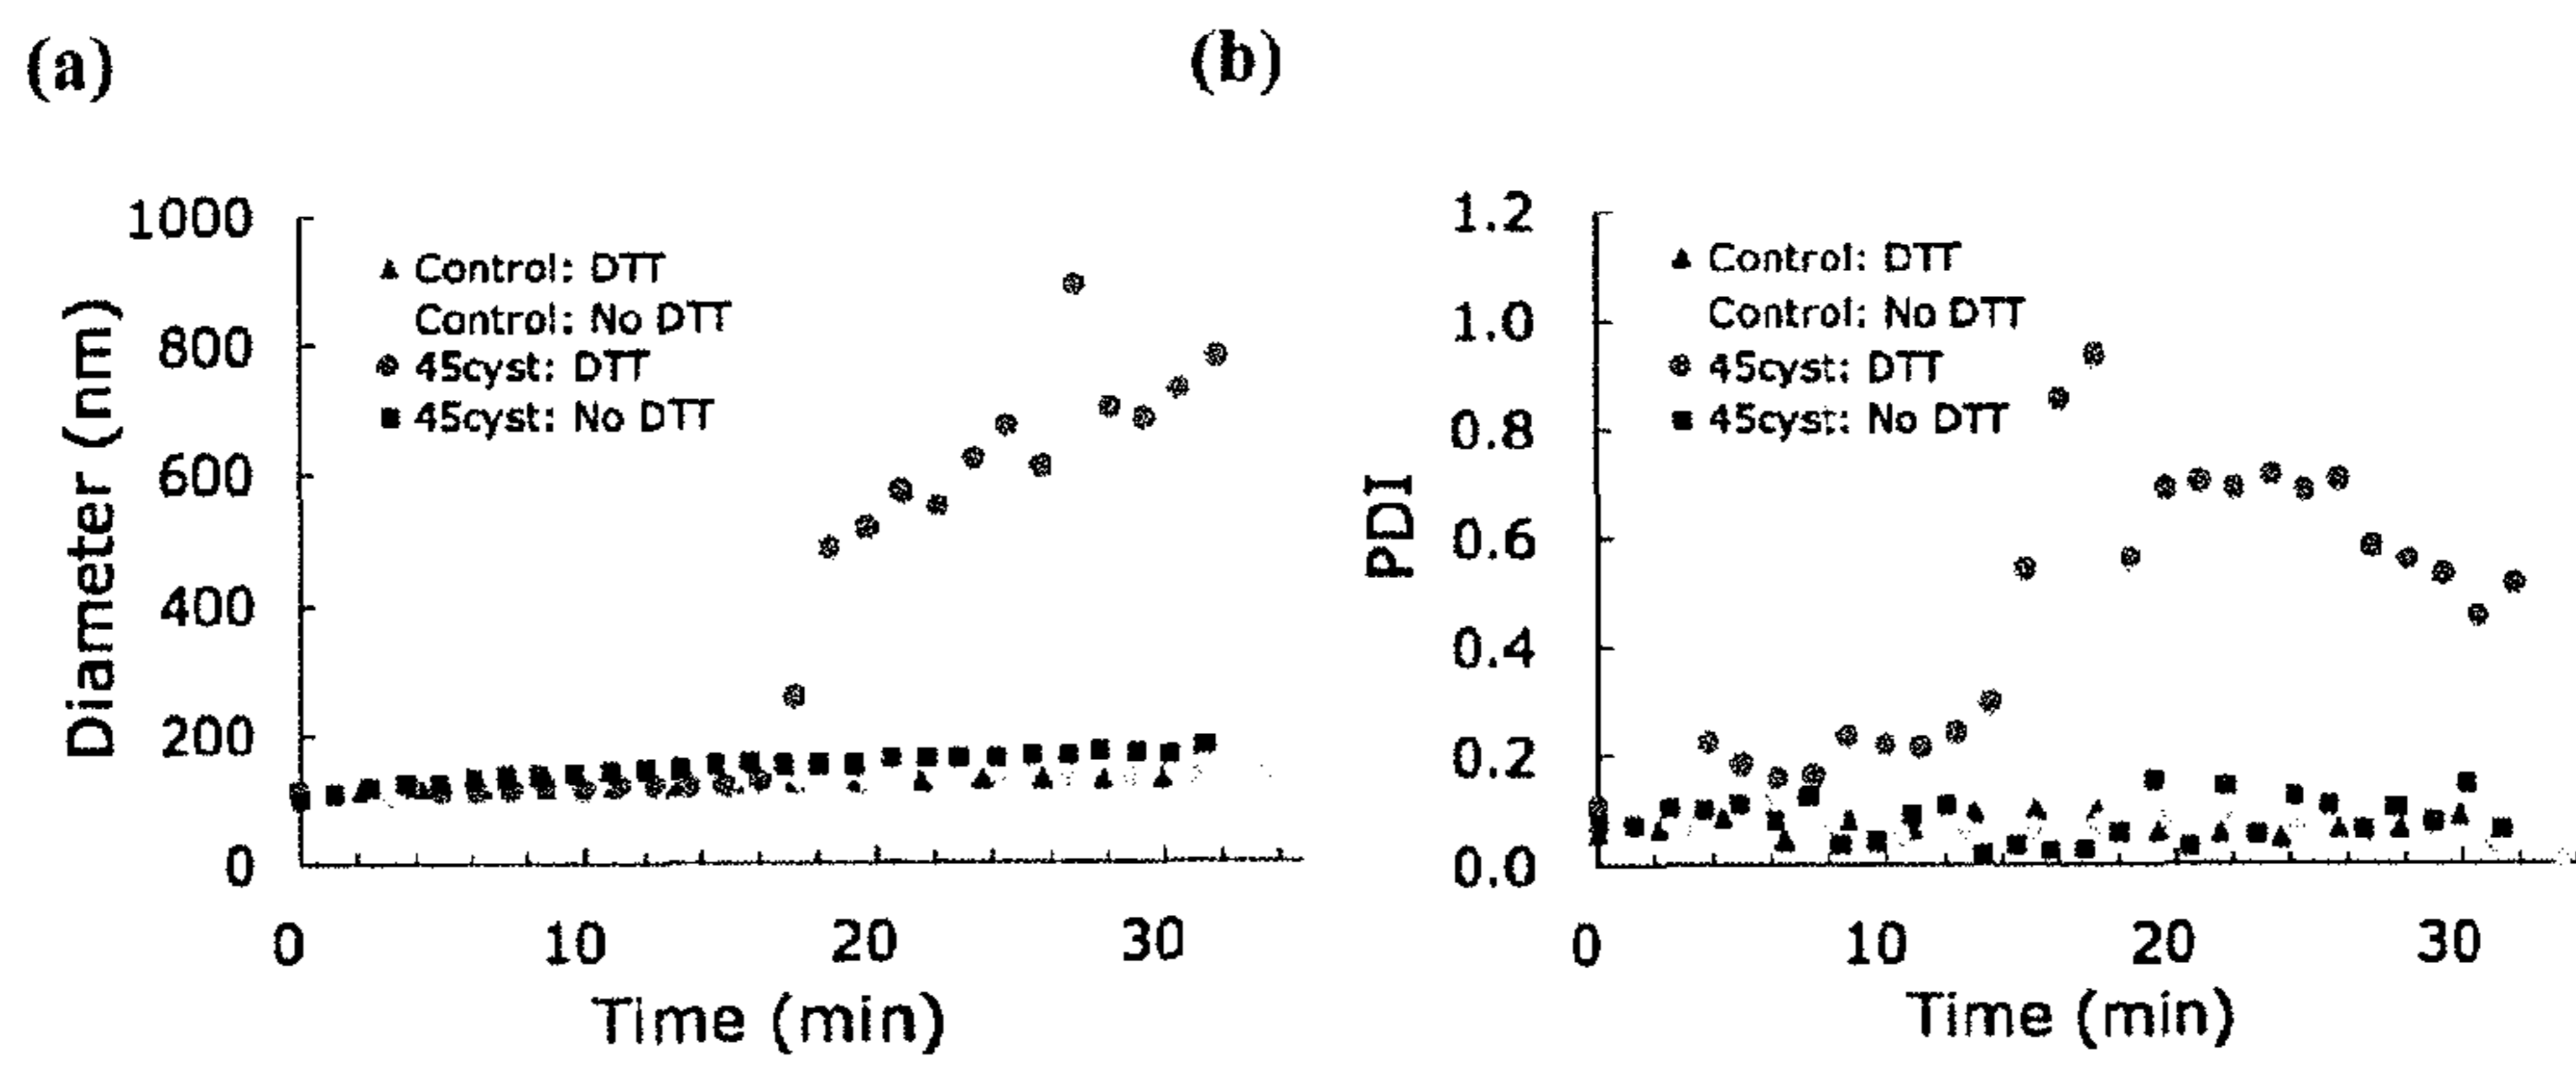 (a)
(b)
1000
800
600
400
200
0
Diameter (nm)
Control: DTT
Control: No DTT
45cyst: DTT
45cyst: No DTT
0 10 20 30
Time (min)
1.2
1.0
0.8
0.6
0.4
0.2
0.0
PDI
Control: DTT
Control: No DTT
45cyst: DTT
45cyst: No DTT
0 10 20 30
Time (min)